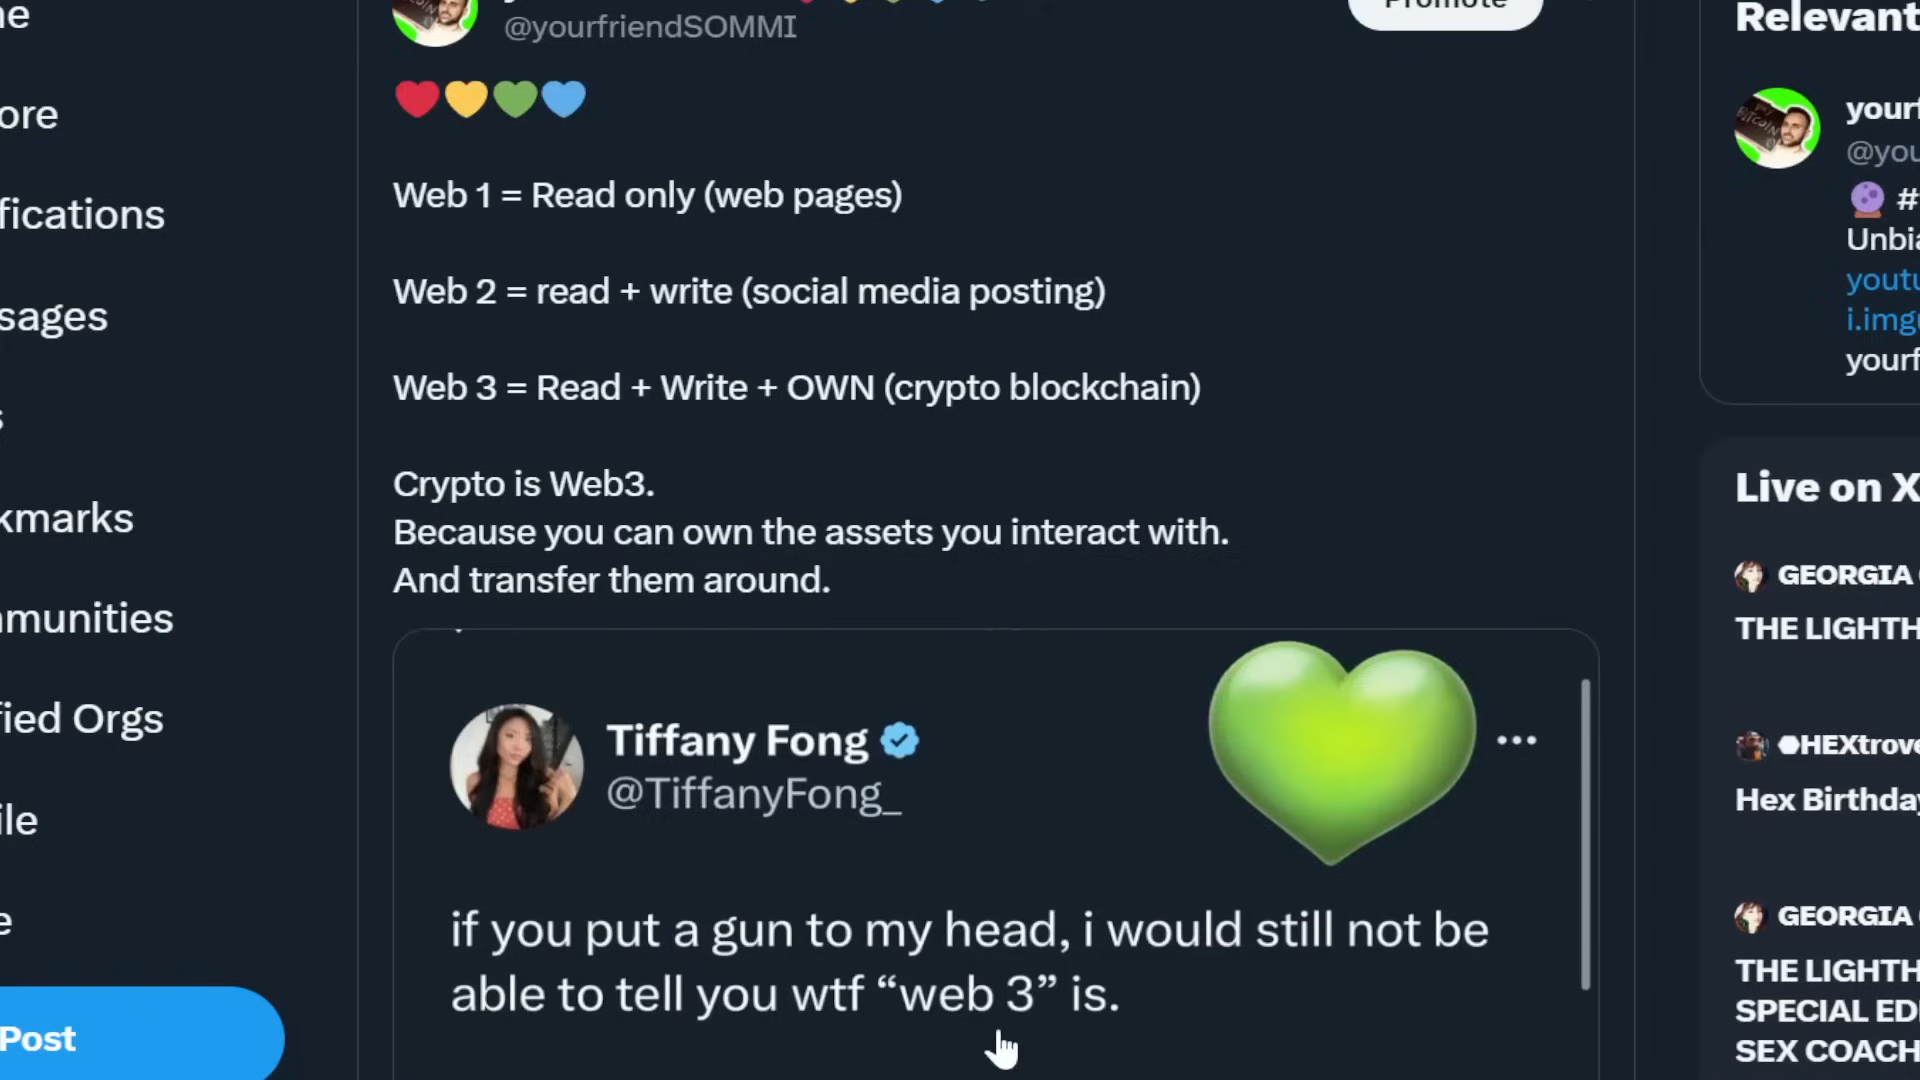 e
ore
fications
sages
s
kmarks
munities
fied Orgs
ile
e
Post
@yourfriendSOMMI
Promote
Web 1 = Read only (web pages)
Web 2 = read + write (social media posting)
Web 3 = Read + Write + OWN (crypto blockchain)
Crypto is Web3.
Because you can own the assets you interact with.
And transfer them around.
Tiffany Fong
@TiffanyFong_
if you put a gun to my head, i would still not be
able to tell you wtf “web 3” is.
Relevant
yourf
@you
#
Unbia
youtu
i.imgu
yourf
Live on X
GEORGIA
THE LIGHTH
HEXtrove
Hex Birthday
GEORGIA
THE LIGHTH
SPECIAL EDI
SEX COACH